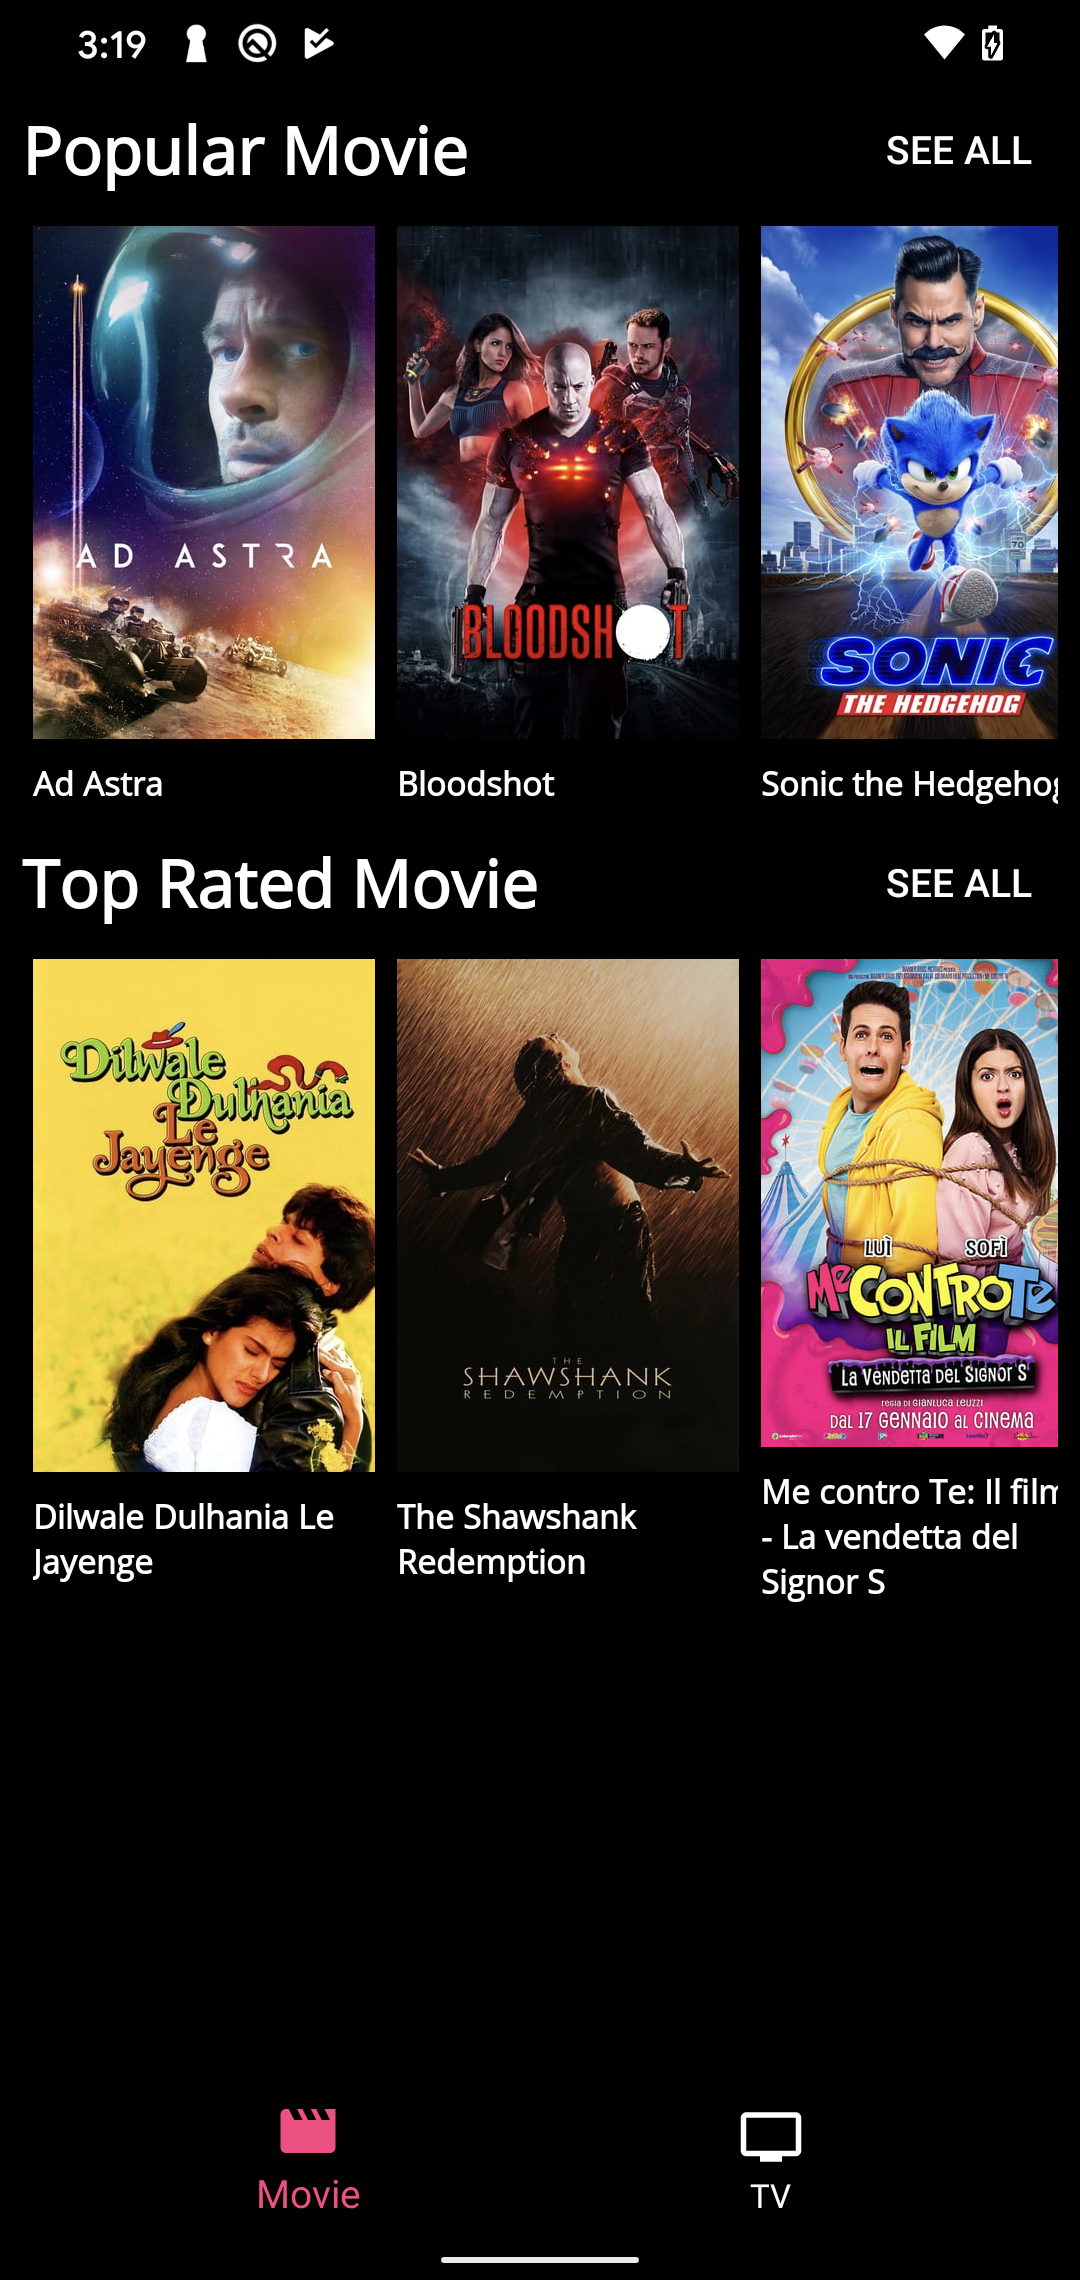 3:19
Popular Movie
SEE ALL
AD ASTRA
BLOODSHOT
SONIC
THE HEDGEHOG
Ad Astra
Bloodshot
Sonic the Hedgehog
Top Rated Movie
SEE ALL
Dilwale
Dulhania
Le
Jayenge
THE
SHAWSHANK
REDEMPTION
LUÌ
SOFÌ
Me CONTRO Te
IL FILM
LA VENDETTA DEL SIGNOR S
REGIA DI GIANLUCA LEUZZI
DAL 17 GENNAIO AL CINEMA
Dilwale Dulhania Le
Jayenge
The Shawshank
Redemption
Me contro Te: Il film
- La vendetta del
Signor S
Movie
TV